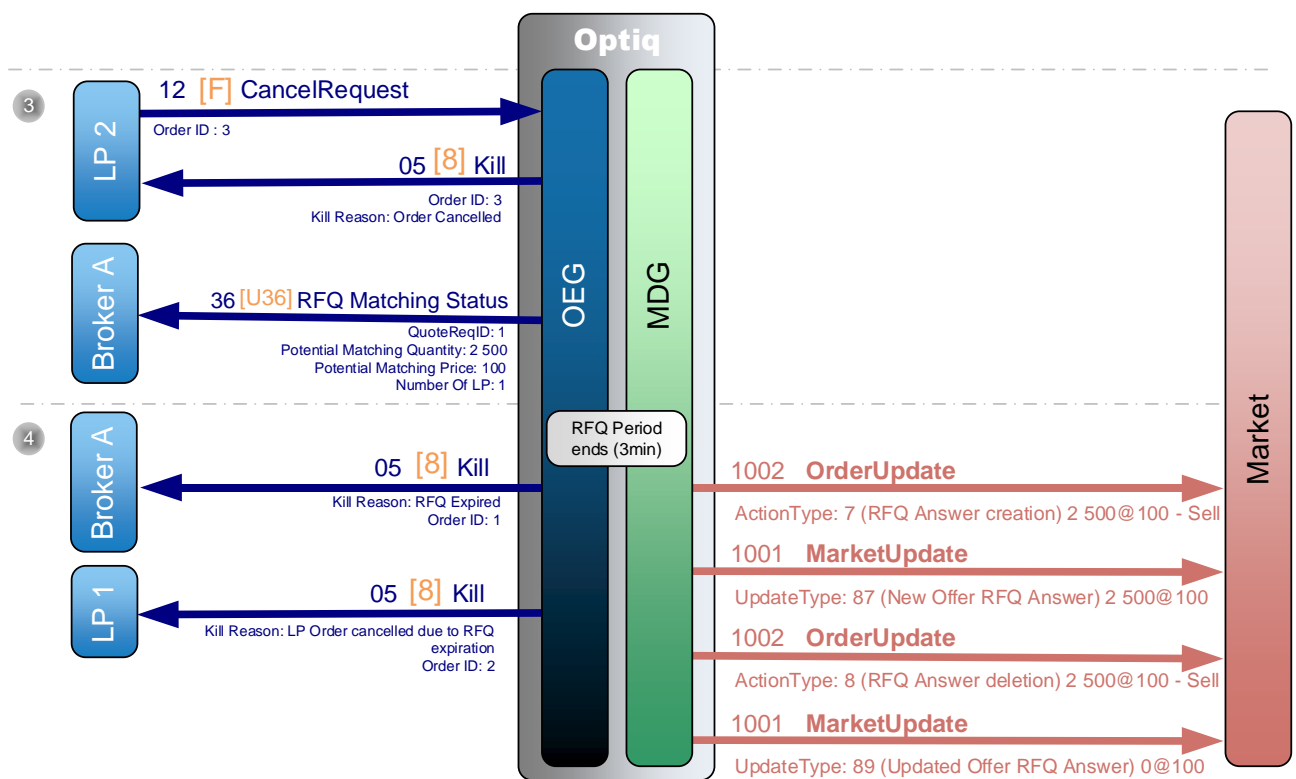 Optiq
3
LP 2
12 [F] CancelRequest
Order ID : 3
05 [8] Kill
Order ID: 3
Kill Reason: Order Cancelled
Broker A
36 [U36] RFQ Matching Status
QuoteReqID: 1
Potential Matching Quantity: 2 500
Potential Matching Price: 100
Number Of LP: 1
OEG
MDG
Market
4
RFQ Period
ends (3min)
Broker A
05 [8] Kill
Kill Reason: RFQ Expired
Order ID: 1
LP 1
05 [8] Kill
Kill Reason: LP Order cancelled due to RFQ
expiration
Order ID: 2
1002 OrderUpdate
ActionType: 7 (RFQ Answer creation) 2 500@100 - Sell
1001 MarketUpdate
UpdateType: 87 (New Offer RFQ Answer) 2 500@100
1002 OrderUpdate
ActionType: 8 (RFQ Answer deletion) 2 500@100 - Sell
1001 MarketUpdate
UpdateType: 89 (Updated Offer RFQ Answer) 0@100